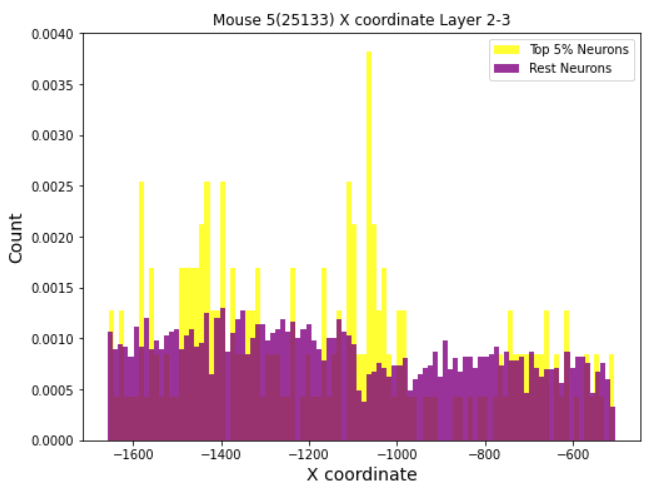 Mouse 5(25133) X coordinate Layer 2-3
Top 5% Neurons
Rest Neurons
Count
0.0040
0.0035
0.0030
0.0025
0.0020
0.0015
0.0010
0.0005
0.0000
−1600 −1400 −1200 −1000 −800 −600
X coordinate